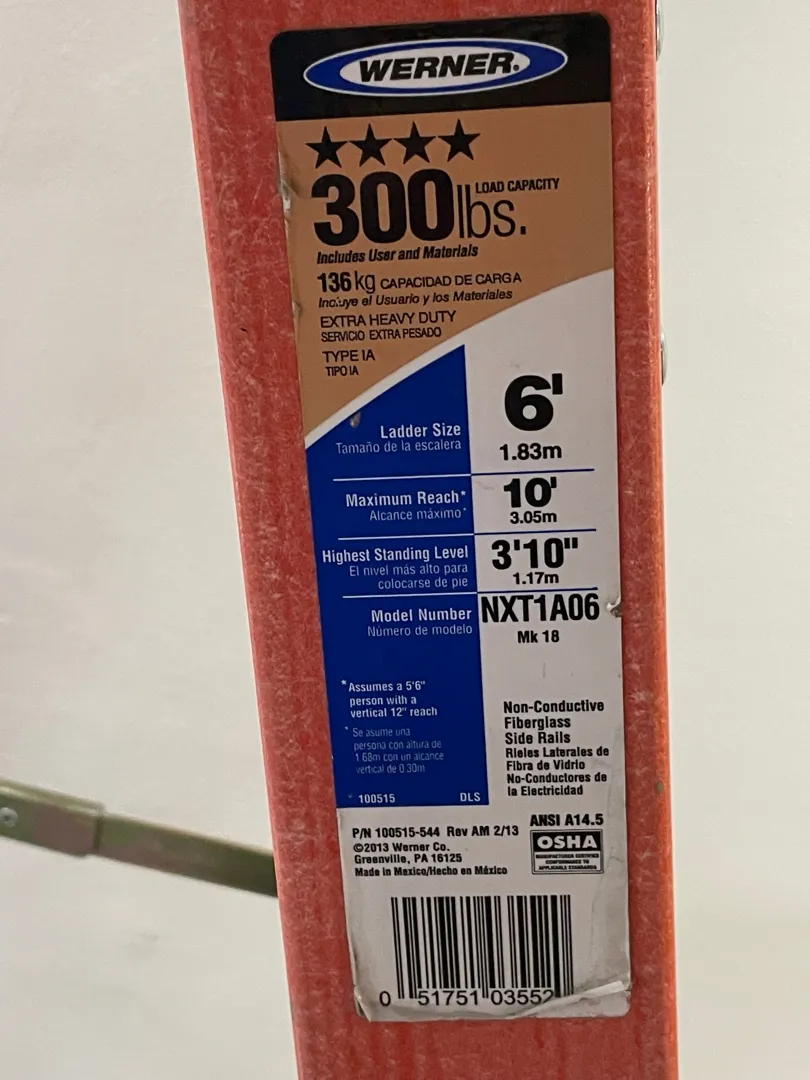 WERNER.
LOAD CAPACITY
300lbs.
Includes User and Materials
136kg CAPACIDAD DE CARGA
Incluye el Usuario y los Materiales
EXTRA HEAVY DUTY
SERVICIO EXTRA PESADO
TYPE IA
TIPO IA
Ladder Size 6'
Tamaño de la escalera 1.83m
Maximum Reach* 10'
Alcance máximo* 3.05m
Highest Standing Level 3'10"
El nivel más alto para 1.17m
colocarse de pie
Model Number NXT1A06
Número de modelo Mk 18
*Assumes a 5'6"
person with a
vertical 12" reach
* Se asume una
persona con altura de
1.68m con un alcance
vertical de 0.30m
* 100515 DLS
Non-Conductive
Fiberglass
Side Rails
Rieles Laterales de
Fibra de Vidrio
No-Conductores de
la Electricidad
P/N 100515-544 Rev AM 2/13
©2013 Werner Co.
Greenville, PA 16125
Made in Mexico/Hecho en México
ANSI A14.5
OSHA
MANUFACTURER CERTIFIES
CONFORMANCE TO
APPLICABLE STANDARDS
0 51751 03552